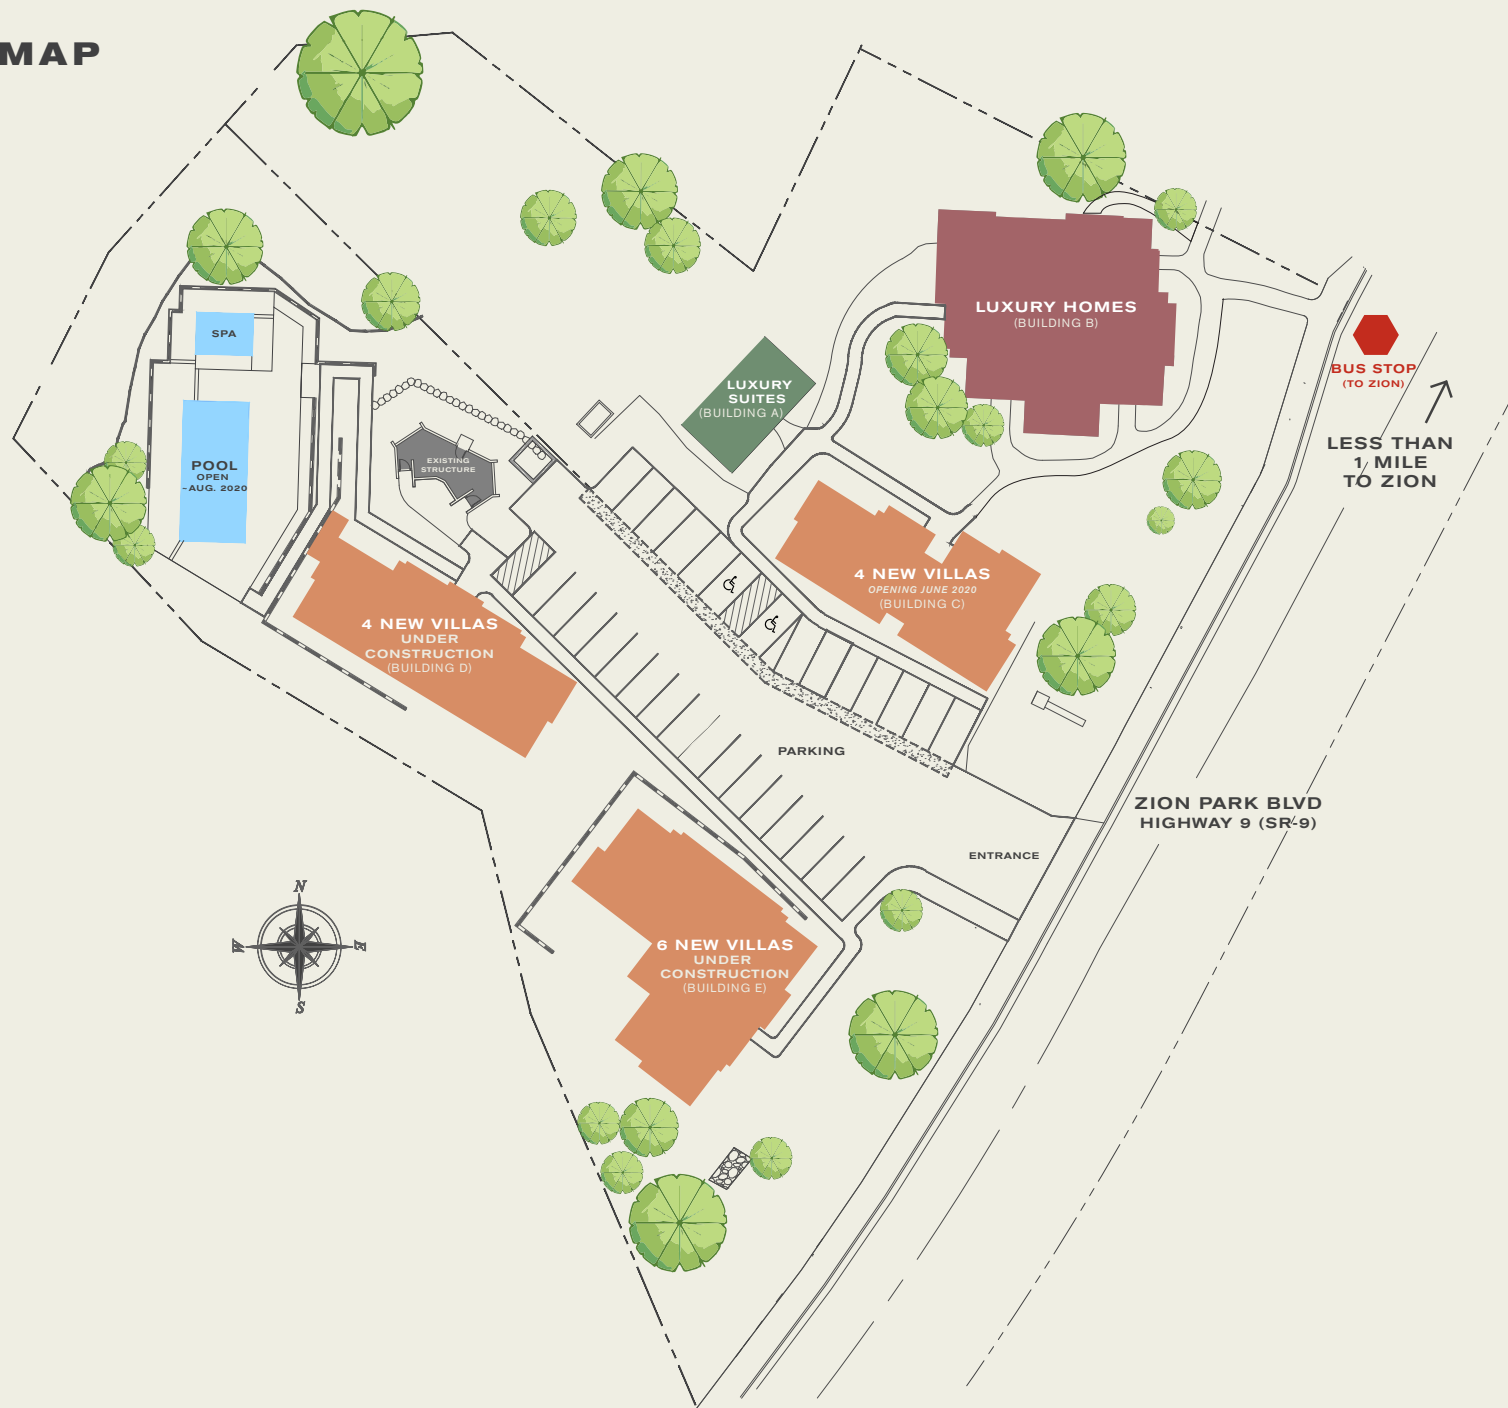 MAP
SPA
POOL
OPEN
~AUG. 2020
EXISTING
STRUCTURE
LUXURY HOMES
(BUILDING B)
LUXURY
SUITES
(BUILDING A)
BUS STOP
(TO ZION)
LESS THAN
1 MILE
TO ZION
4 NEW VILLAS
OPENING JUNE 2020
(BUILDING C)
4 NEW VILLAS
UNDER
CONSTRUCTION
(BUILDING D)
PARKING
ZION PARK BLVD
HIGHWAY 9 (SR-9)
ENTRANCE
6 NEW VILLAS
UNDER
CONSTRUCTION
(BUILDING E)
N
W
E
S